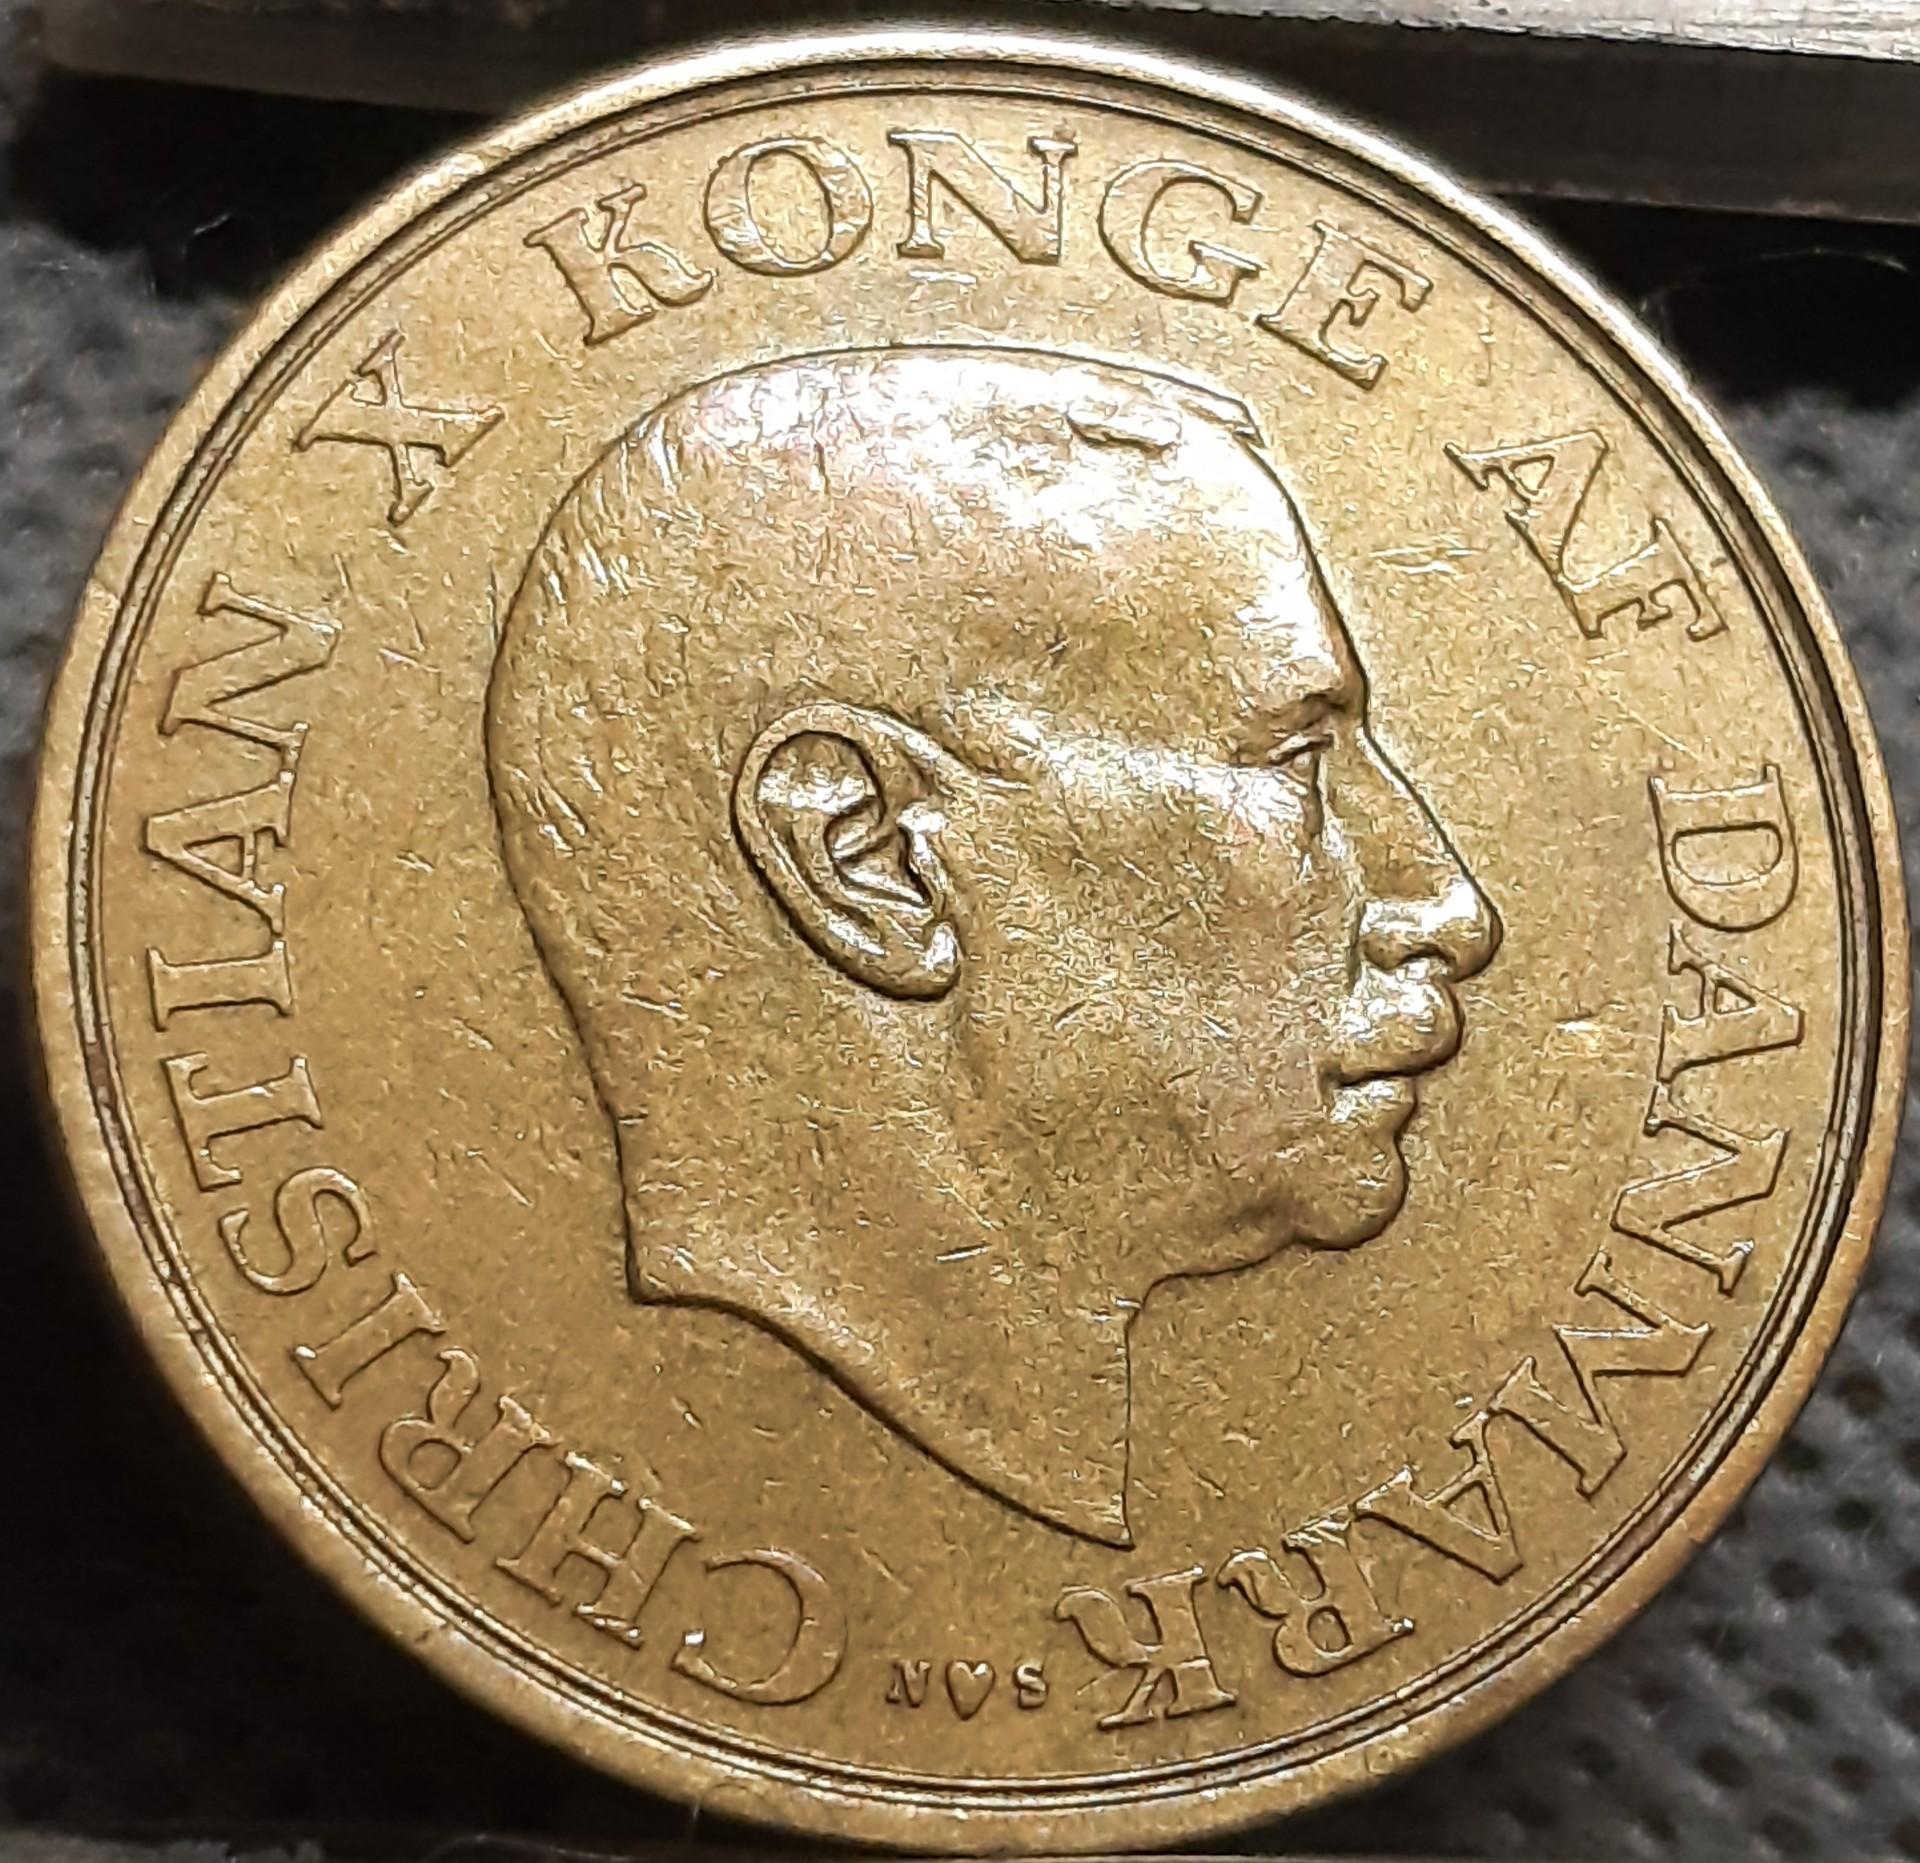 CHRISTIAN X KONGE AF DANMARK
N♥S